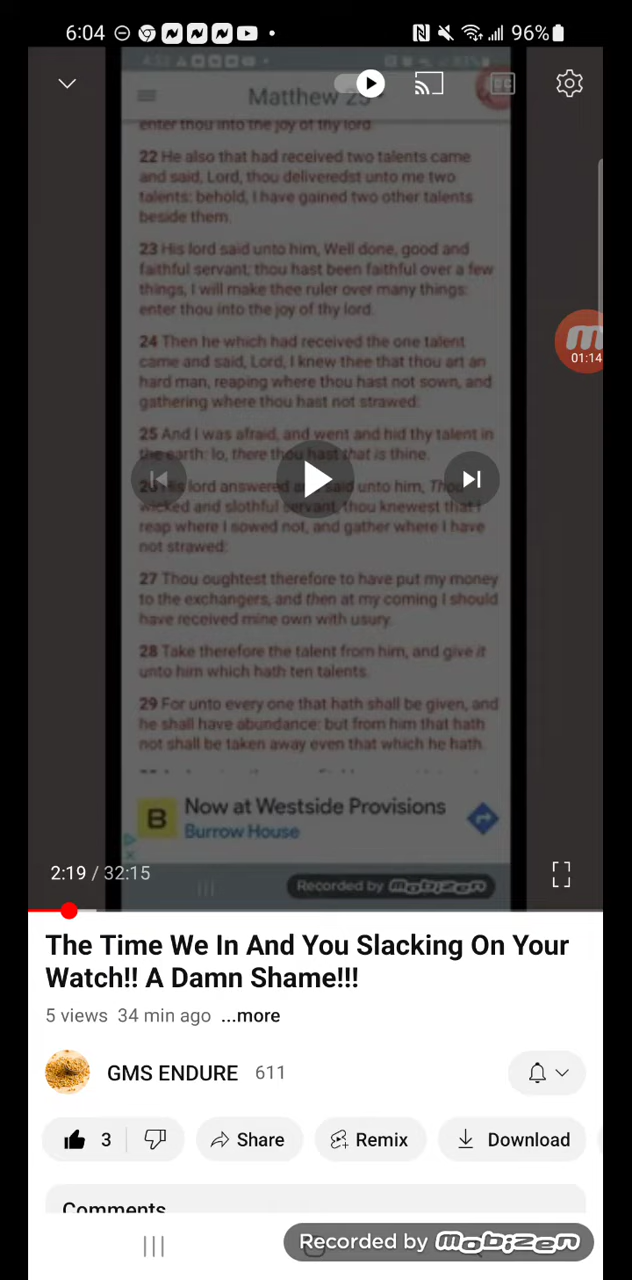 6:04
96%
Matthew 25
enter thou into the joy of thy lord.
22 He also that had received two talents came
and said, Lord, thou deliveredst unto me two
talents: behold, I have gained two other talents
beside them.
23 His lord said unto him, Well done, good and
faithful servant; thou hast been faithful over a few
things, I will make thee ruler over many things:
enter thou into the joy of thy lord.
24 Then he which had received the one talent
came and said, Lord, I knew thee that thou art an
hard man, reaping where thou hast not sown, and
gathering where thou hast not strawed:
01:14
25 And I was afraid, and went and hid thy talent in
the earth: lo, there thou hast that is thine.
26 His lord answered and said unto him, Thou
wicked and slothful servant, thou knewest that I
reap where I sowed not, and gather where I have
not strawed:
27 Thou oughtest therefore to have put my money
to the exchangers, and then at my coming I should
have received mine own with usury.
28 Take therefore the talent from him, and give it
unto him which hath ten talents.
29 For unto every one that hath shall be given, and
he shall have abundance: but from him that hath
not shall be taken away even that which he hath.
B
Now at Westside Provisions
Burrow House
2:19 / 32:15
Recorded by mobizen
The Time We In And You Slacking On Your
Watch!! A Damn Shame!!!
5 views 34 min ago ...more
GMS ENDURE 611
3 Share Remix Download
Comments
Recorded by mobizen